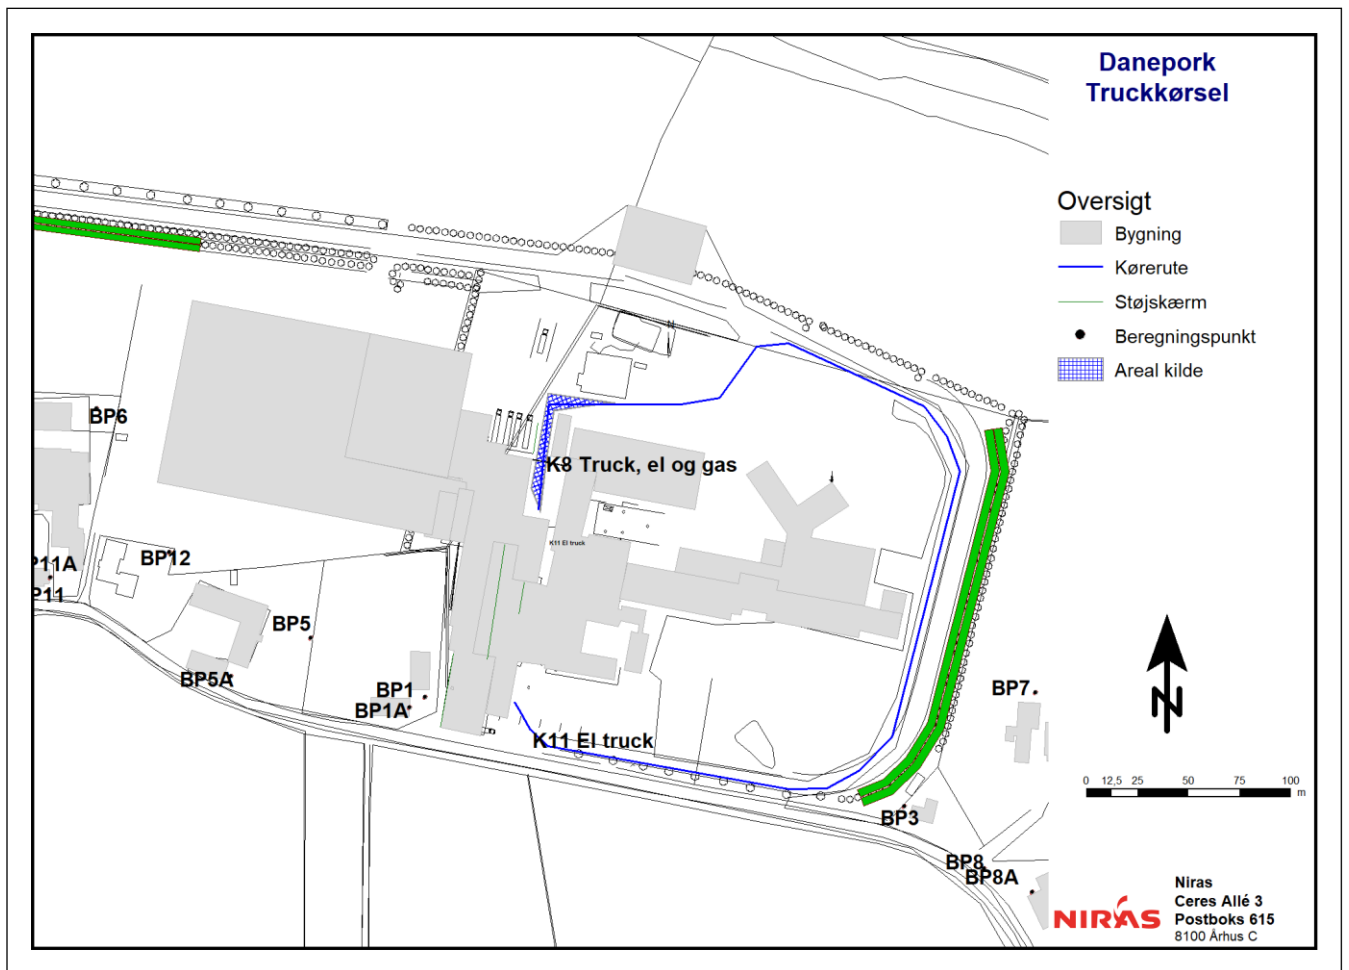 Danepork
Truckkørsel
Oversigt
Bygning
Kørerute
Støjskærm
Beregningspunkt
Areal kilde
BP6
K8 Truck, el og gas
K11 El truck
BP12
P11A
P11
BP5
BP5A
BP1
BP1A
K11 El truck
BP7
BP3
BP8
BP8A
N
0 12,5 25 50 75 100
m
NIRAS
Niras
Ceres Allé 3
Postboks 615
8100 Århus C